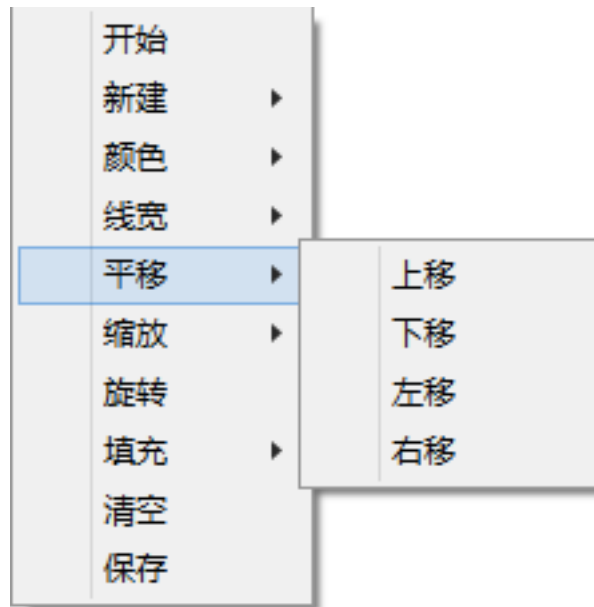 开始
新建
颜色
线宽
平移
缩放
旋转
填充
清空
保存
上移
下移
左移
右移